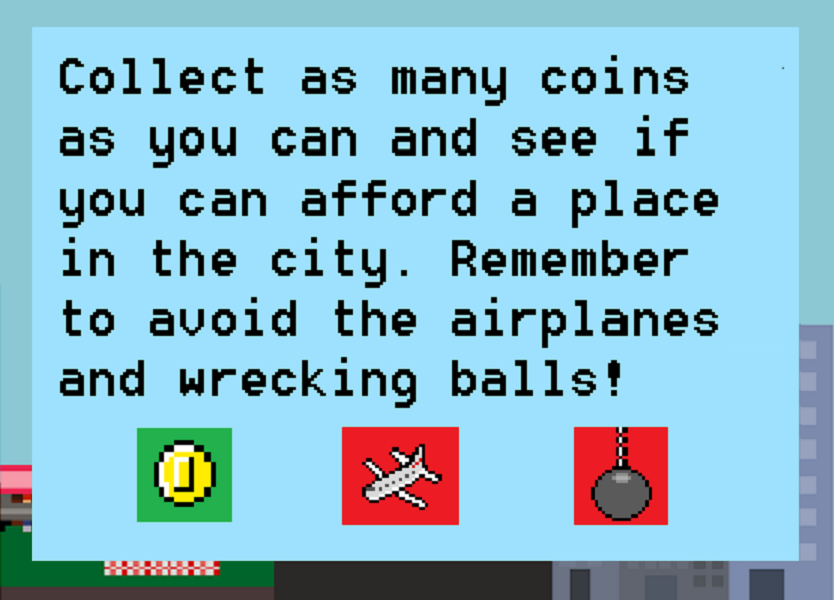 Collect as many coins
as you can and see if
you can afford a place
in the city. Remember
to avoid the airplanes
and wrecking balls!